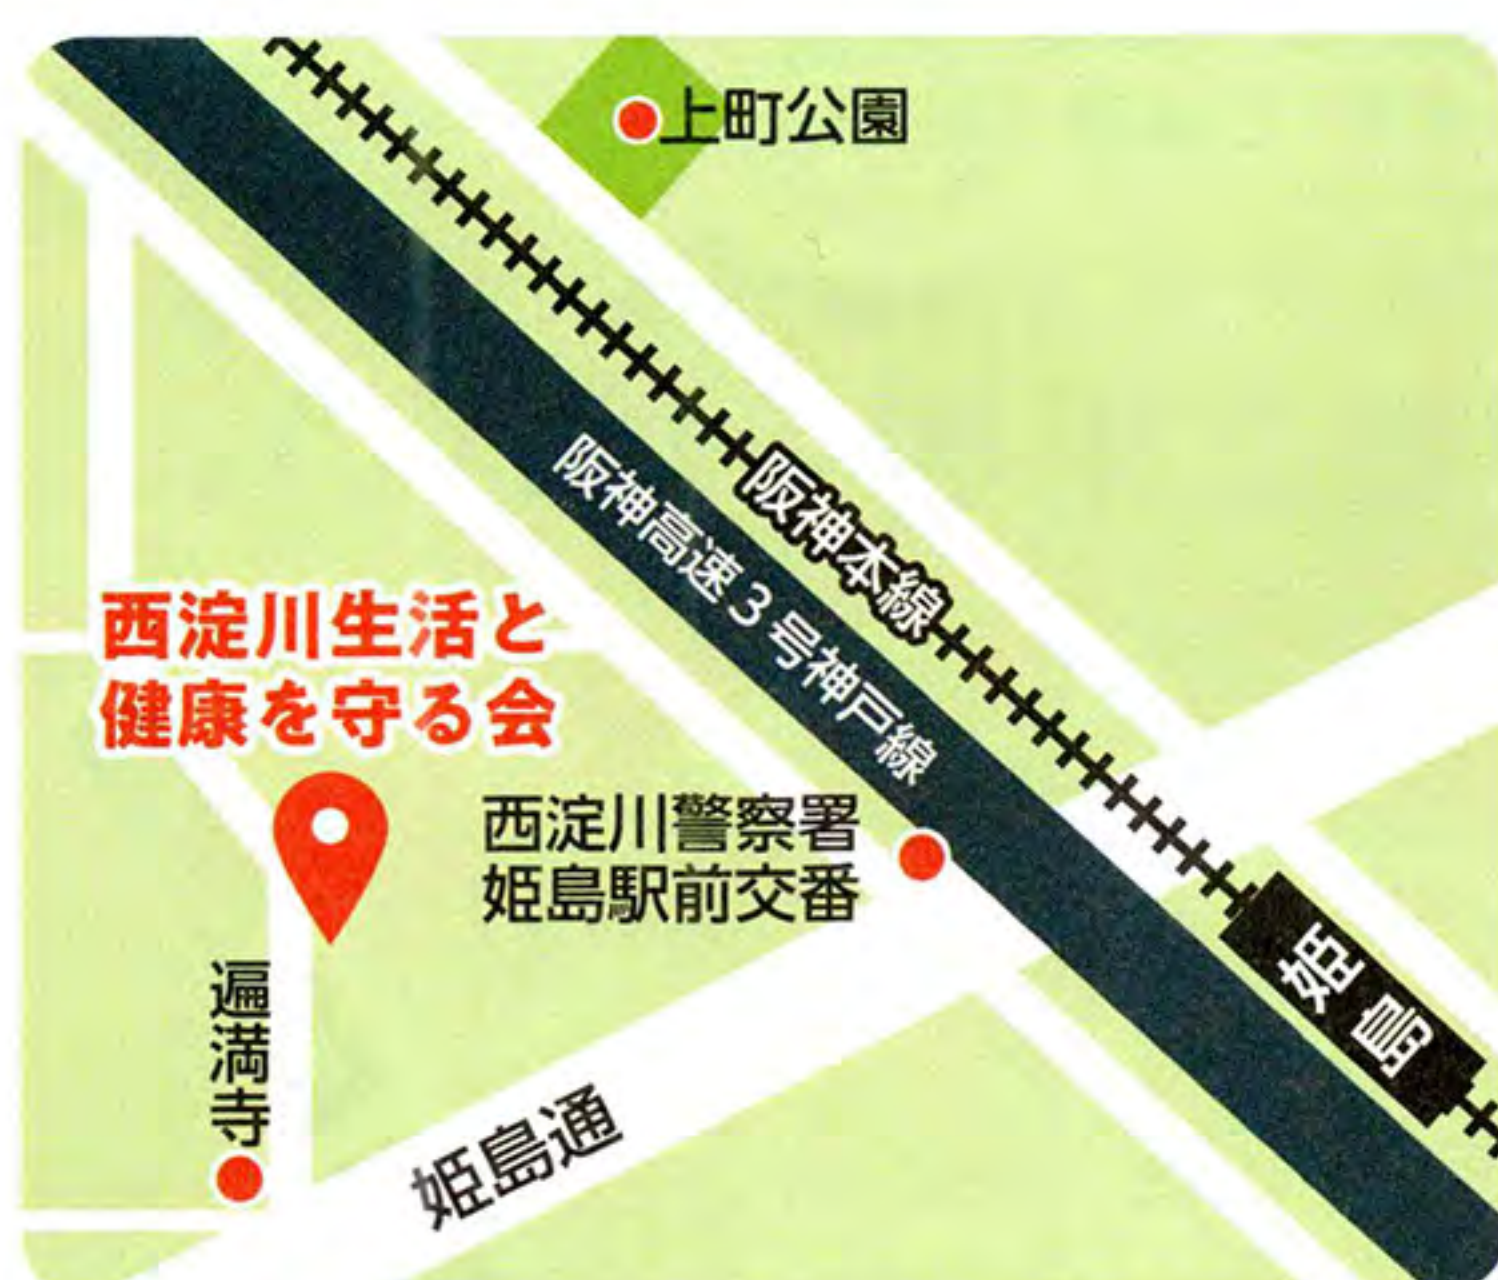 上町公園
阪神本線
阪神高速3号神戸線
西淀川生活と
健康を守る会
西淀川警察署
姫島駅前交番
姫島
遍満寺
姫島通